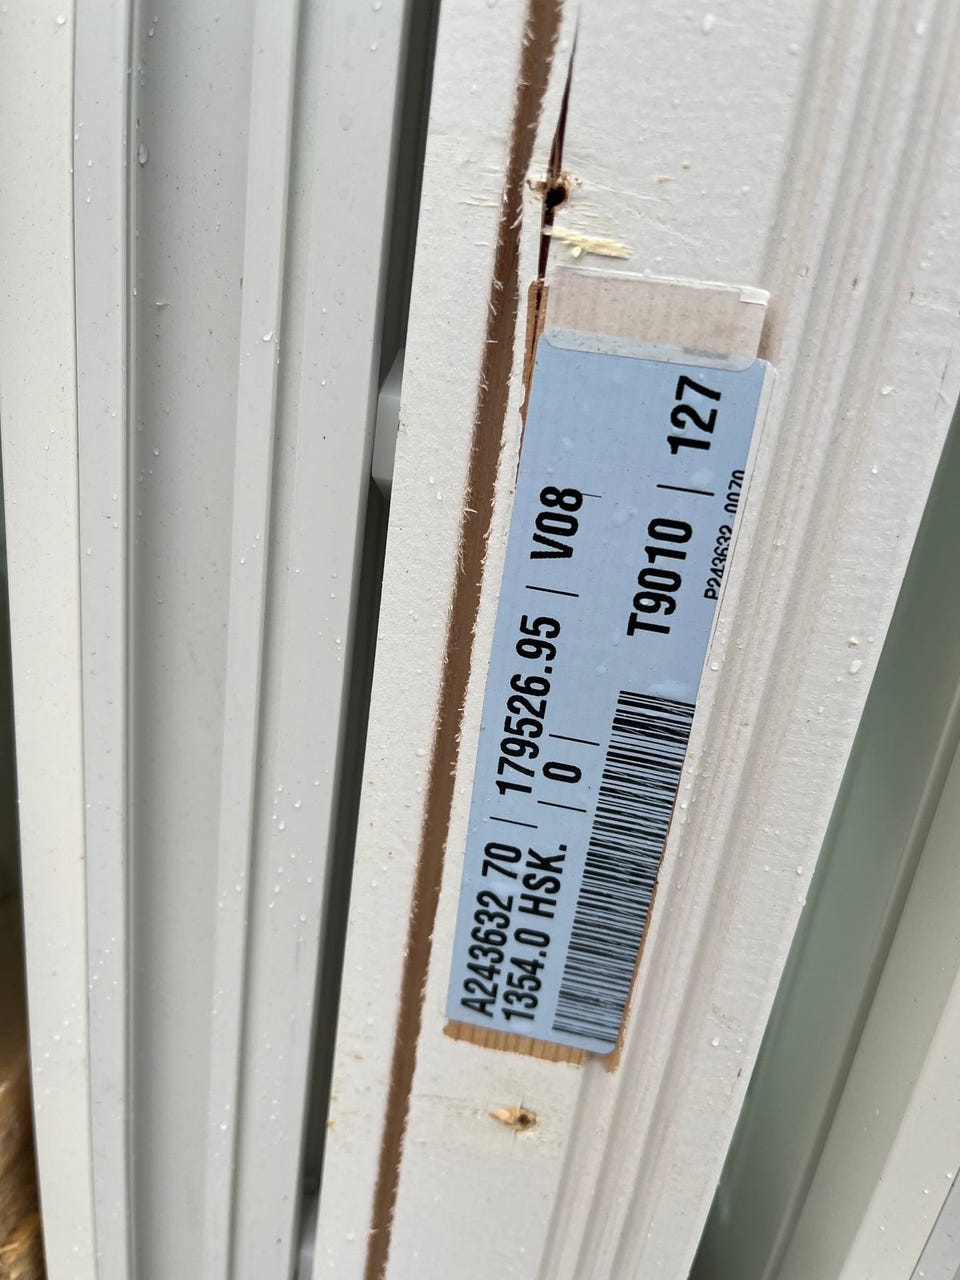 A243632 70 | 179526.95 | V08
1354.0 HSK. | 0 |
T9010 | 127
P243632 0070